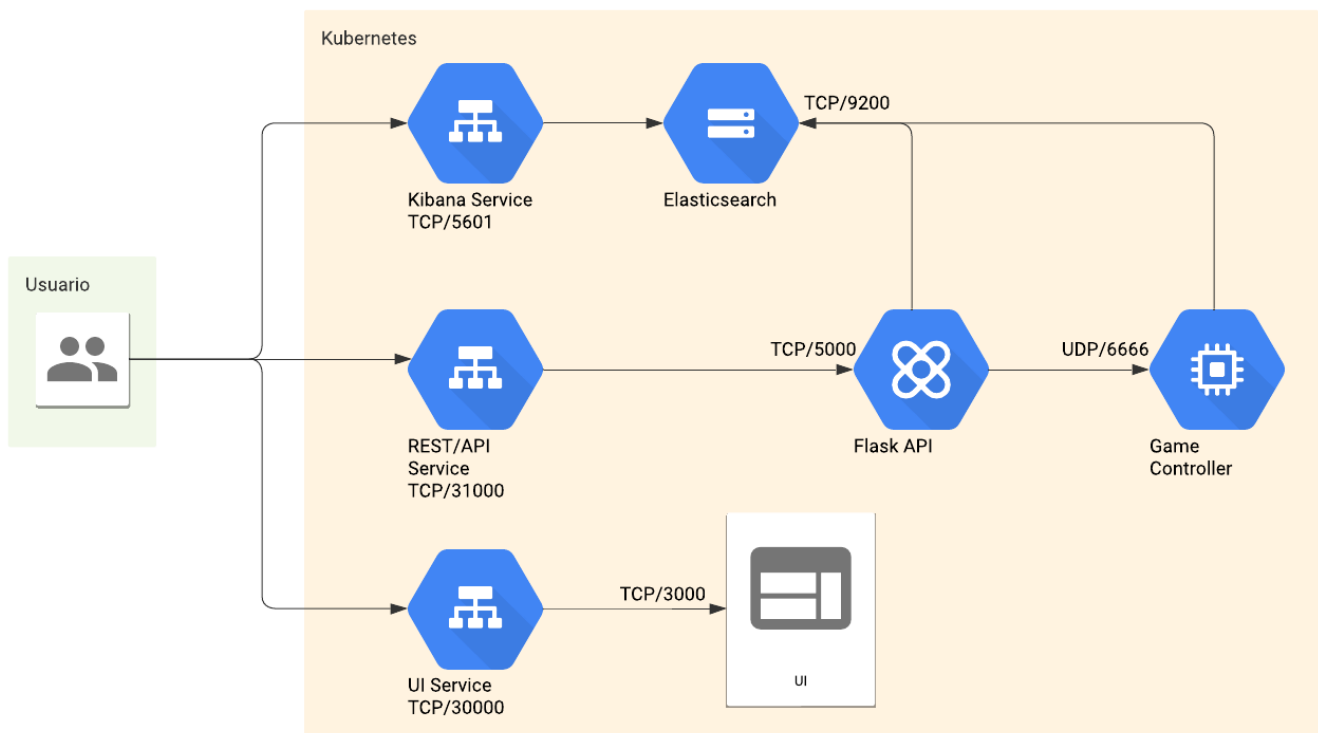 Kubernetes
TCP/9200
Kibana Service
TCP/5601
Elasticsearch
Usuario
TCP/5000
UDP/6666
REST/API
Service
TCP/31000
Flask API
Game
Controller
TCP/3000
UI
UI Service
TCP/30000